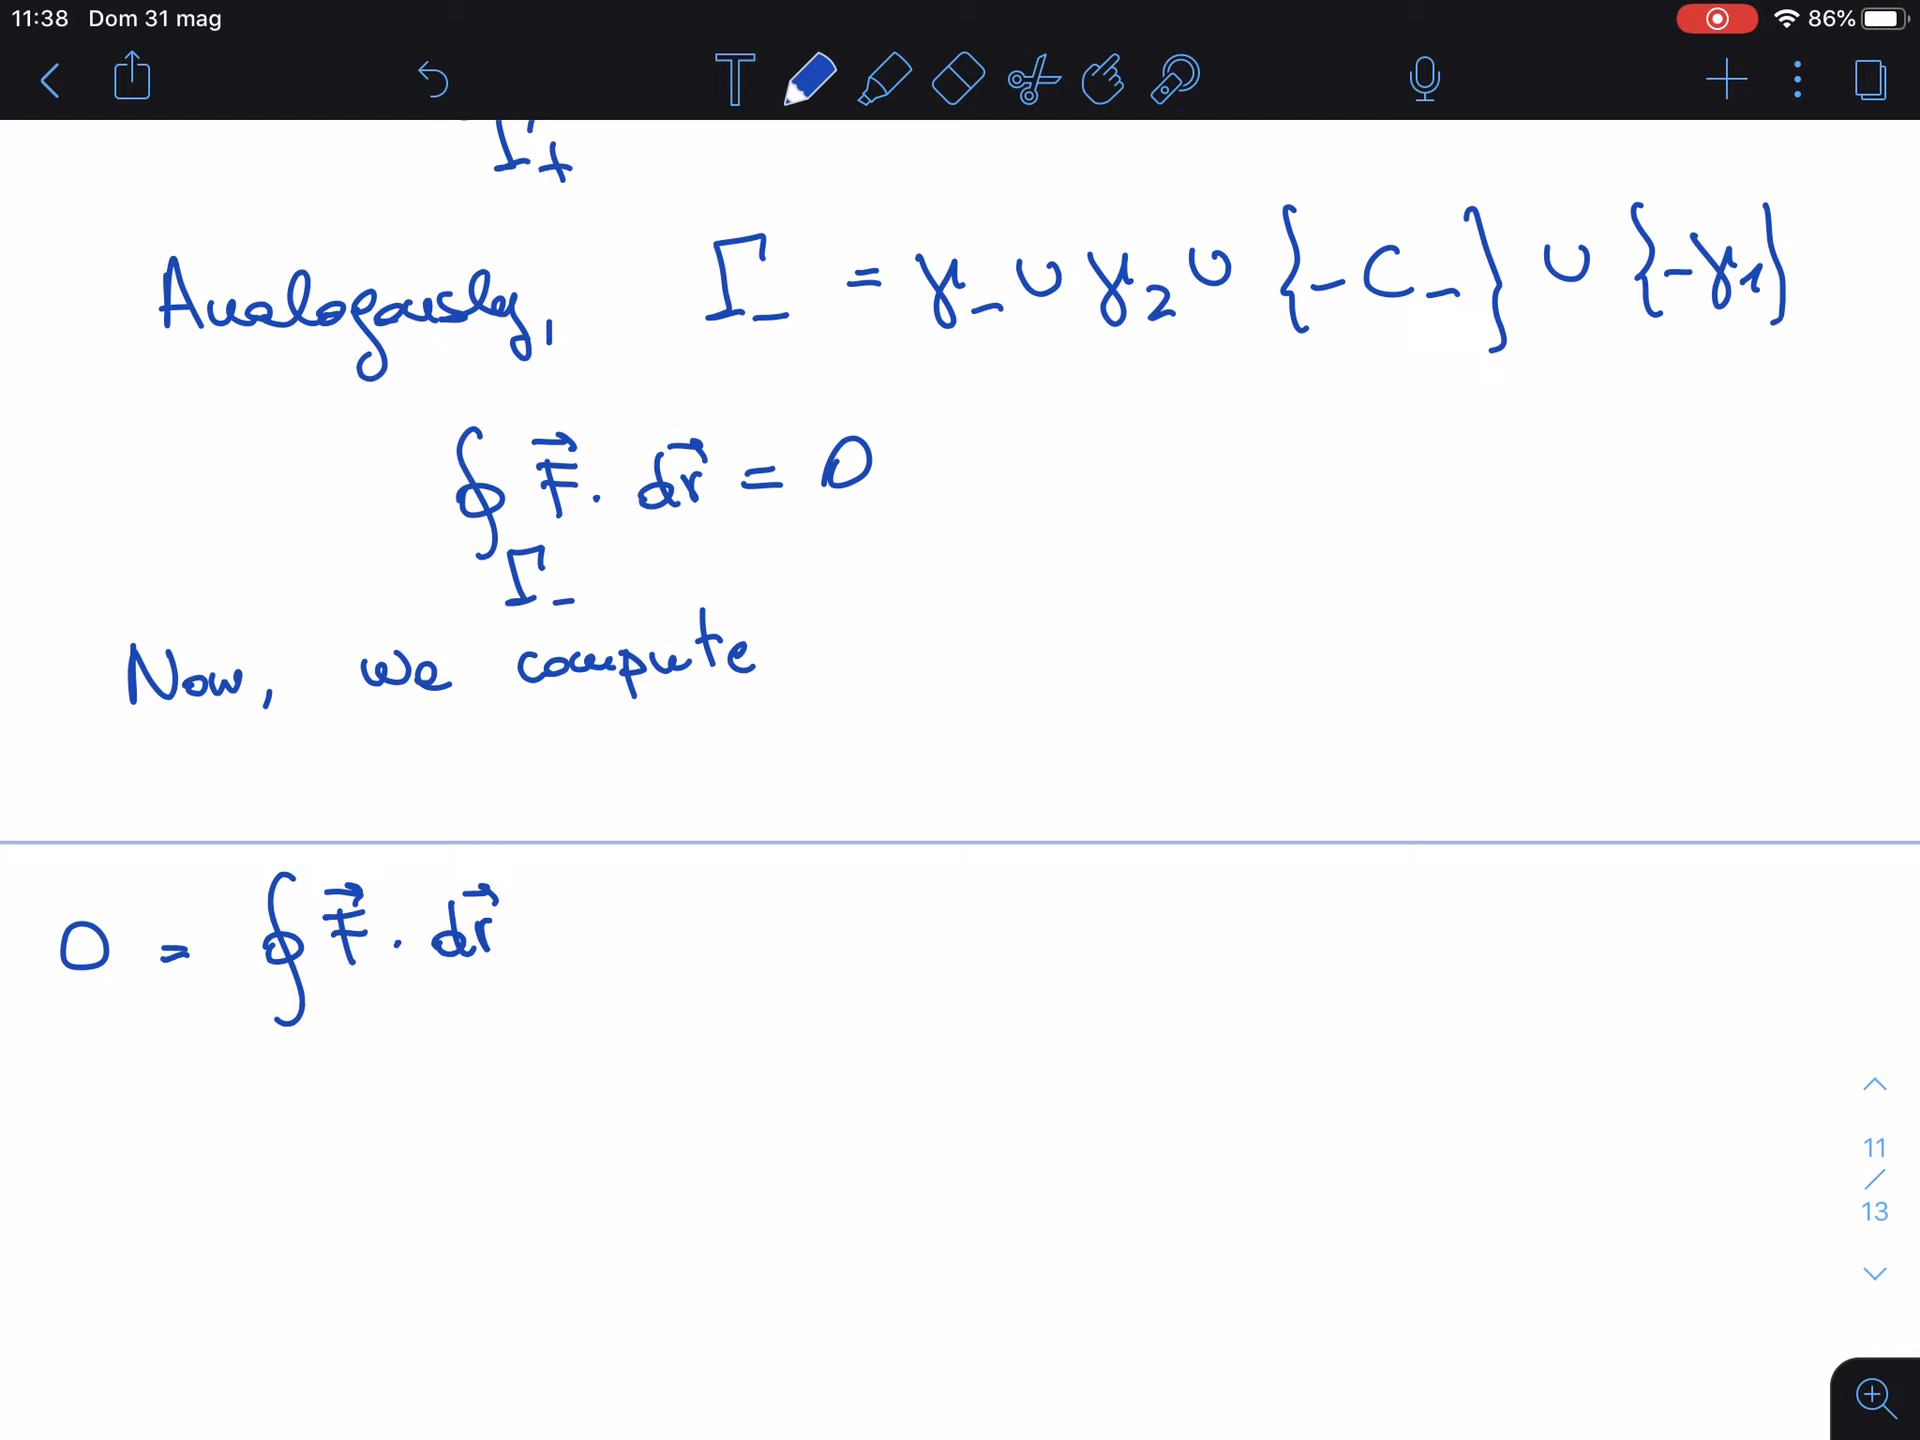 11:38 Dom 31 mag 86%
T
Γ+
Analogously, Γ- = γ- ∪ γ2 ∪ {-C-} ∪ {-γ1}
∮ F⃗ · dr⃗ = 0
Γ-
Now, we compute
0 = ∮ F⃗ · dr⃗
11
/
13